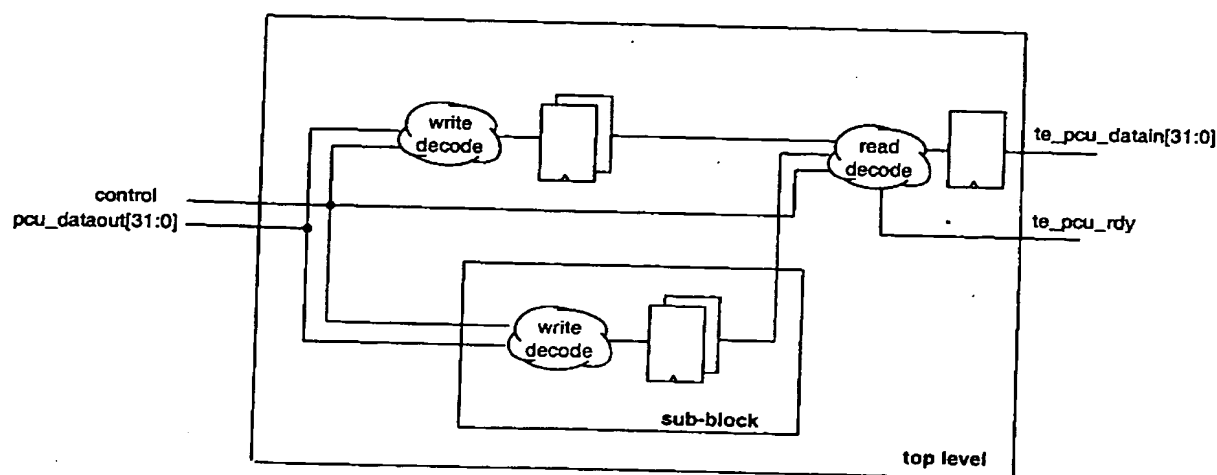 write
decode
read
decode
te_pcu_datain[31:0]
control
pcu_dataout[31:0]
te_pcu_rdy
write
decode
sub-block
top level